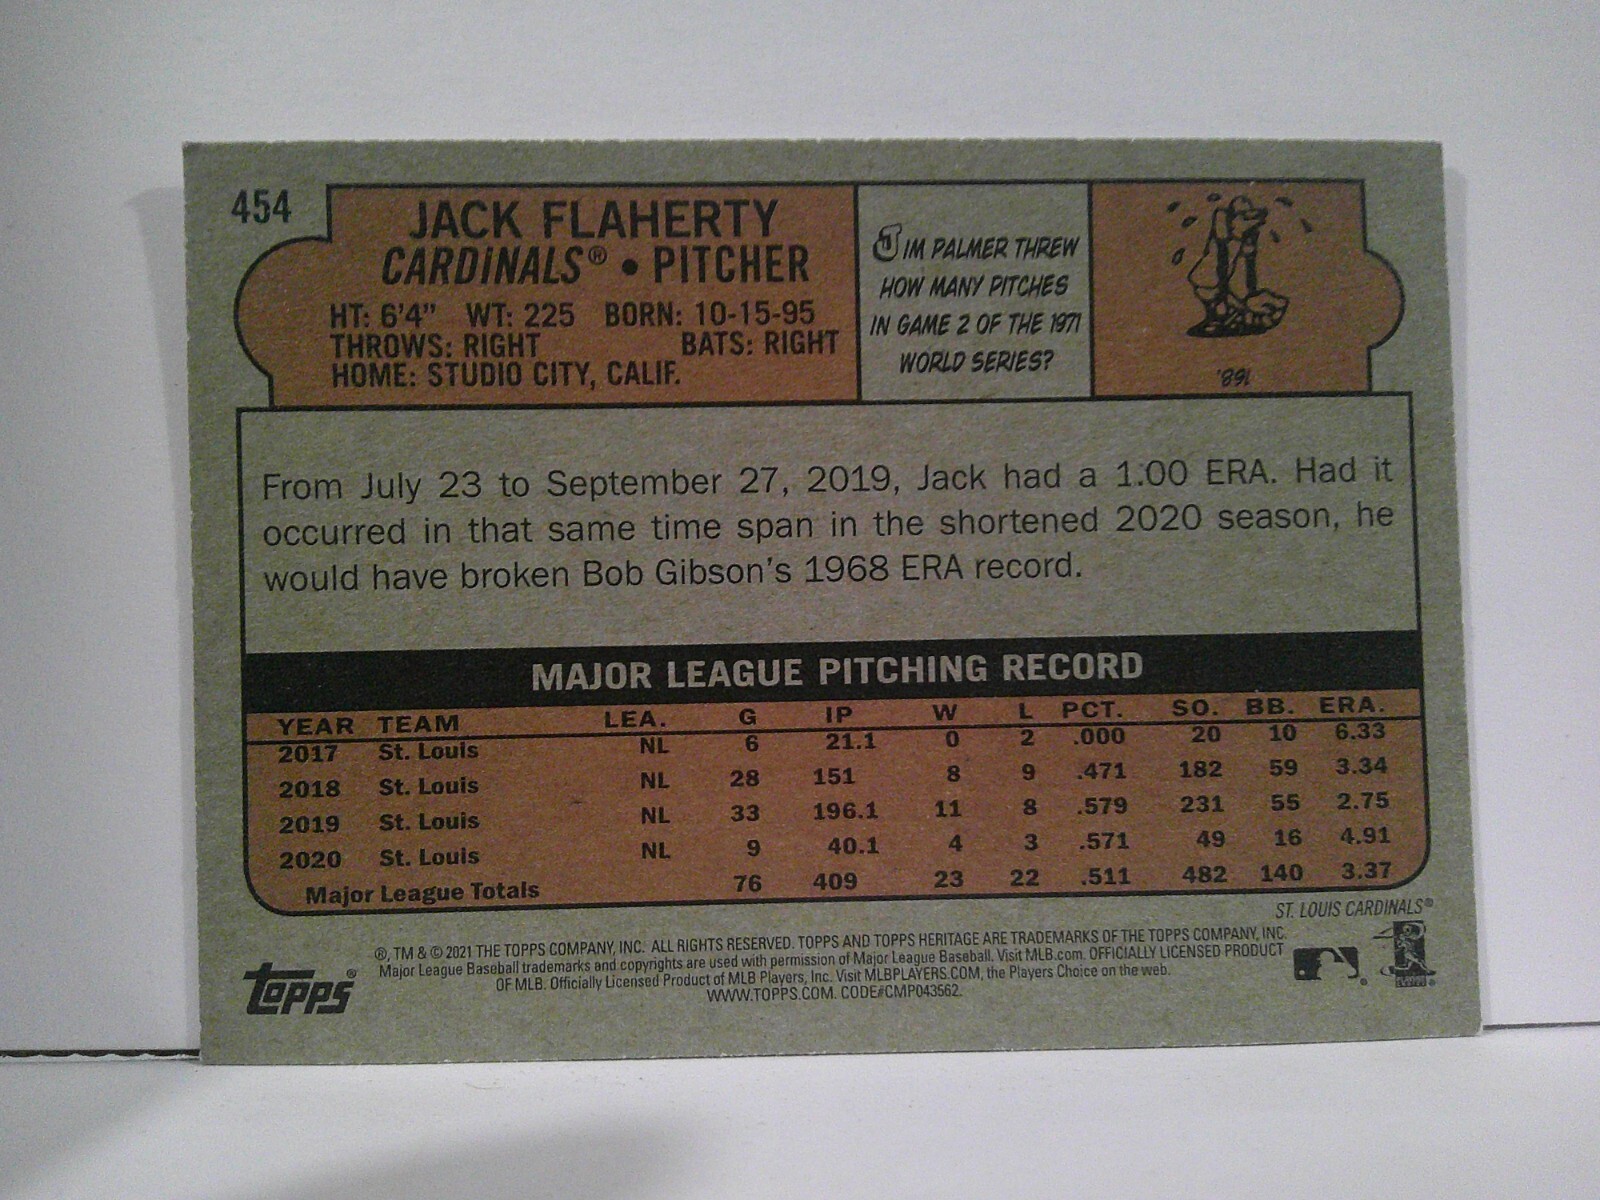 454
JACK FLAHERTY
CARDINALS® • PITCHER
HT: 6'4" WT: 225 BORN: 10-15-95
THROWS: RIGHT BATS: RIGHT
HOME: STUDIO CITY, CALIF.
JIM PALMER THREW
HOW MANY PITCHES
IN GAME 2 OF THE 1971
WORLD SERIES?
168.
From July 23 to September 27, 2019, Jack had a 1.00 ERA. Had it
occurred in that same time span in the shortened 2020 season, he
would have broken Bob Gibson's 1968 ERA record.
MAJOR LEAGUE PITCHING RECORD
YEAR TEAM LEA. G IP W L PCT. SO. BB. ERA.
2017 St. Louis NL 6 21.1 0 2 .000 20 10 6.33
2018 St. Louis NL 28 151 8 9 .471 182 59 3.34
2019 St. Louis NL 33 196.1 11 8 .579 231 55 2.75
2020 St. Louis NL 9 40.1 4 3 .571 49 16 4.91
Major League Totals 76 409 23 22 .511 482 140 3.37
ST. LOUIS CARDINALS®
®, TM & © 2021 THE TOPPS COMPANY, INC. ALL RIGHTS RESERVED. TOPPS AND TOPPS HERITAGE ARE TRADEMARKS OF THE TOPPS COMPANY, INC.
Major League Baseball trademarks and copyrights are used with permission of Major League Baseball. Visit MLB.com. OFFICIALLY LICENSED PRODUCT
OF MLB. Officially Licensed Product of MLB Players, Inc. Visit MLBPLAYERS.COM, the Players Choice on the web.
WWW.TOPPS.COM. CODE#CMP043562.
topps®